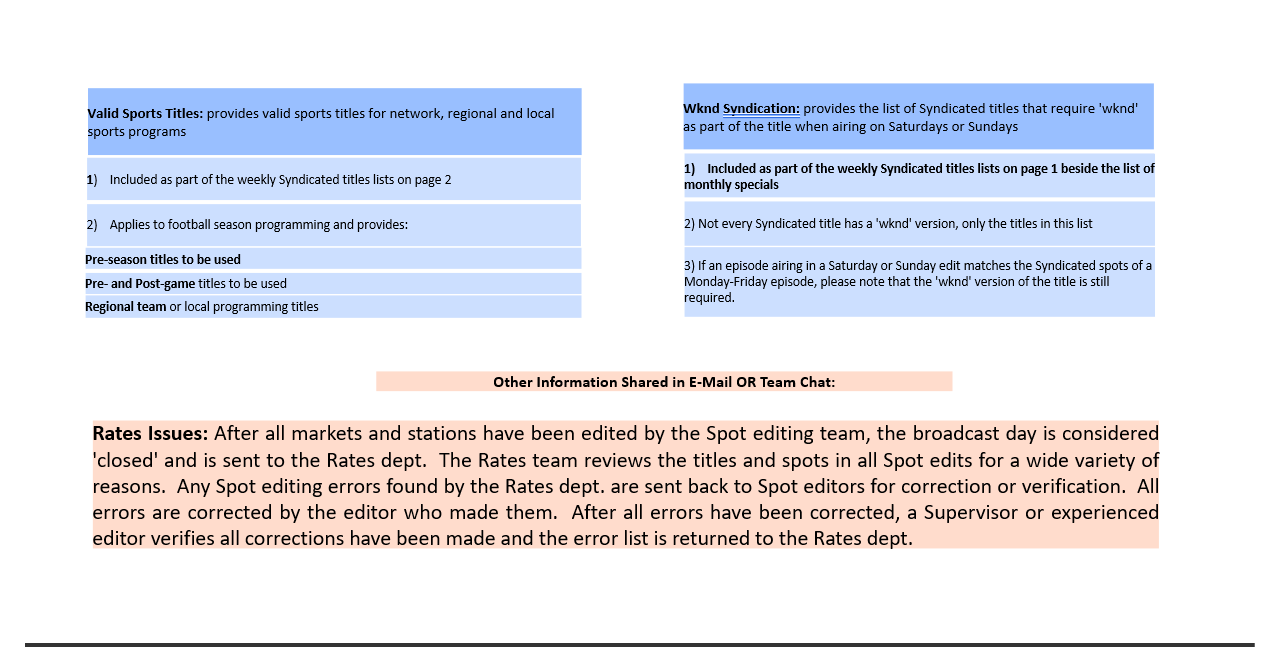 Valid Sports Titles: provides valid sports titles for network, regional and local
sports programs
1)    Included as part of the weekly Syndicated titles lists on page 2
2)    Applies to football season programming and provides:
Pre-season titles to be used
Pre- and Post-game titles to be used
Regional team or local programming titles
Wknd Syndication: provides the list of Syndicated titles that require 'wknd'
as part of the title when airing on Saturdays or Sundays
1)    Included as part of the weekly Syndicated titles lists on page 1 beside the list of
monthly specials
2) Not every Syndicated title has a 'wknd' version, only the titles in this list
3) If an episode airing in a Saturday or Sunday edit matches the Syndicated spots of a
Monday-Friday episode, please note that the 'wknd' version of the title is still
required.
Other Information Shared in E-Mail OR Team Chat:
Rates Issues: After all markets and stations have been edited by the Spot editing team, the broadcast day is considered
'closed' and is sent to the Rates dept.  The Rates team reviews the titles and spots in all Spot edits for a wide variety of
reasons.  Any Spot editing errors found by the Rates dept. are sent back to Spot editors for correction or verification.  All
errors are corrected by the editor who made them.  After all errors have been corrected, a Supervisor or experienced
editor verifies all corrections have been made and the error list is returned to the Rates dept.